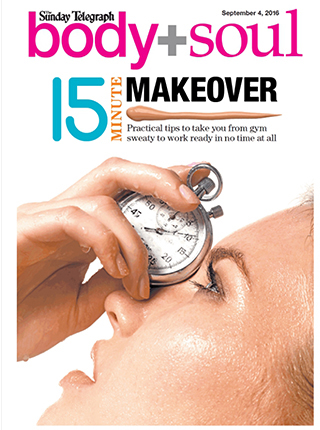 The Sunday Telegraph
September 4, 2016
body+soul
15 MINUTE MAKEOVER
Practical tips to take you from gym
sweaty to work ready in no time at all